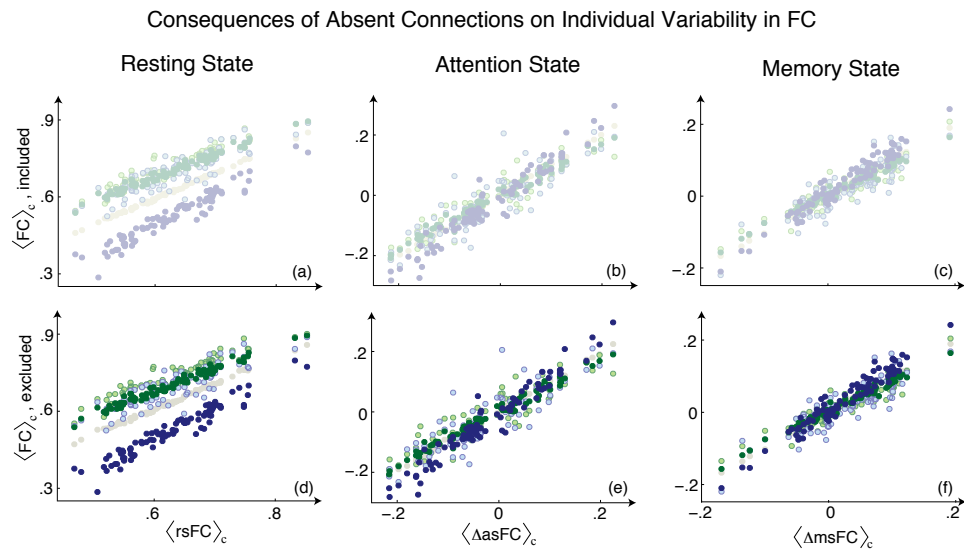 Consequences of Absent Connections on Individual Variability in FC
Resting State
Attention State
Memory State
⟨FC⟩c, included
.9
.6
.3
(a)
.2
0
−.2
(b)
.2
0
−.2
(c)
⟨FC⟩c, excluded
.9
.6
.3
(d)
.6
.8
⟨rsFC⟩c
.2
0
−.2
(e)
−.2
0
.2
⟨ΔasFC⟩c
.2
0
−.2
(f)
−.2
0
.2
⟨ΔmsFC⟩c